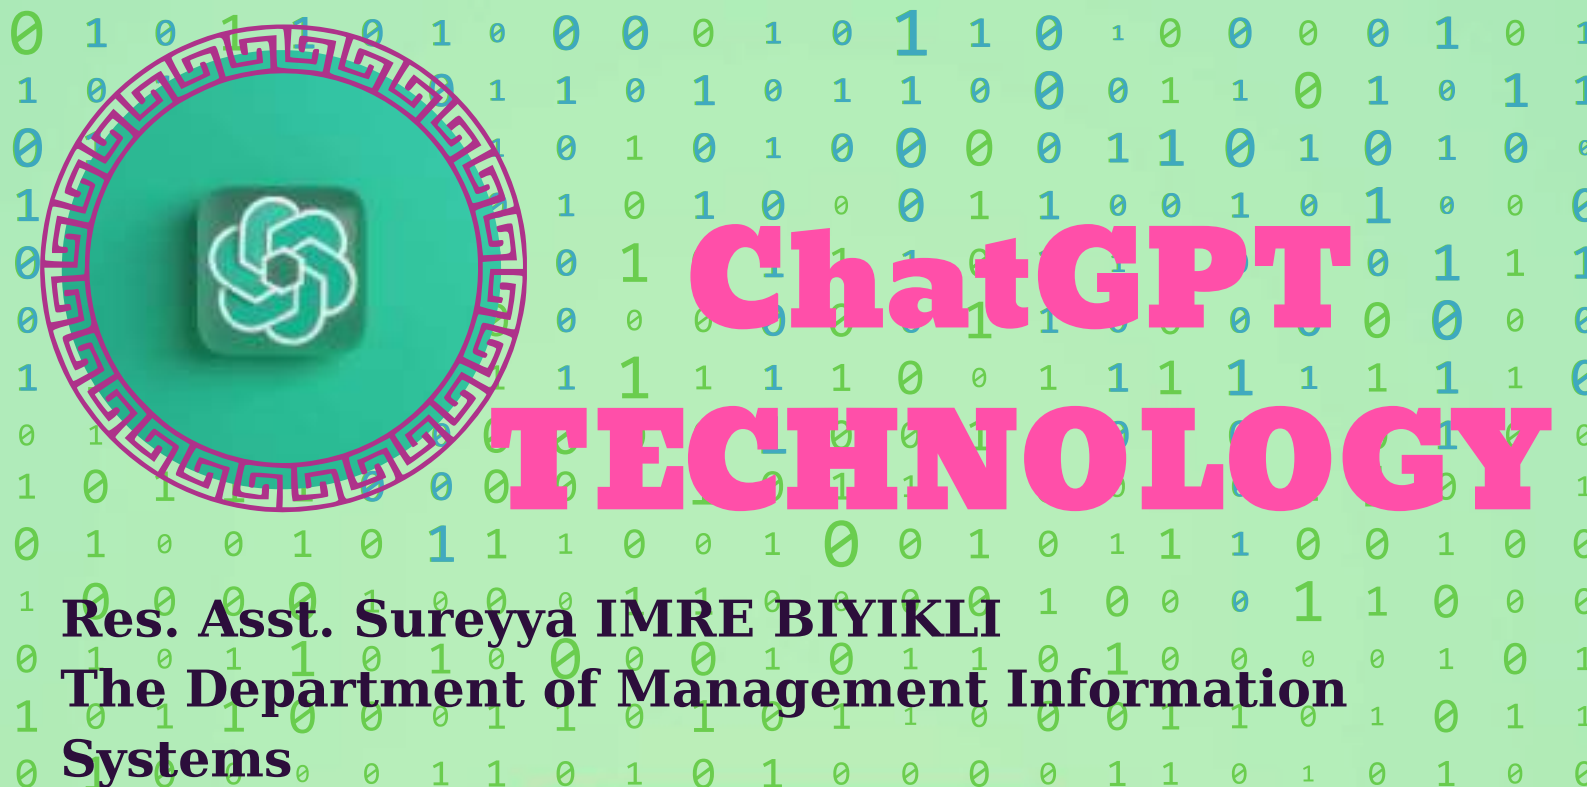 ChatGPT
TECHNOLOGY
Res. Asst. Sureyya IMRE BIYIKLI
The Department of Management Information
Systems